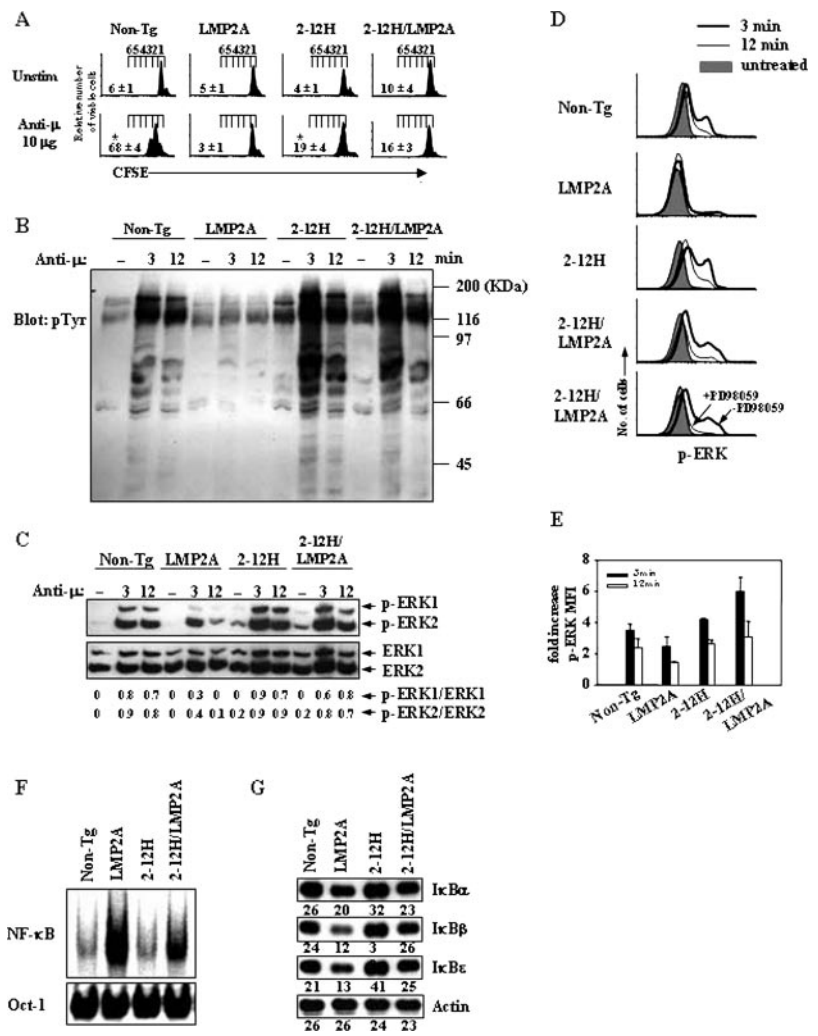 A
Non-Tg LMP2A 2-12H 2-12H/LMP2A
654321 654321 654321 654321
Unstim
Relative number of viable cells
6 ± 1 5 ± 1 4 ± 1 10 ± 4
Anti-μ
10 μg
*
68 ± 4 3 ± 1
*
19 ± 4 16 ± 3
CFSE
B
Non-Tg LMP2A 2-12H 2-12H/LMP2A
Anti-μ: – 3 12 – 3 12 – 3 12 – 3 12 min
Blot: pTyr
200 (KDa)
116
97
66
45
C
Non-Tg LMP2A 2-12H 2-12H/
LMP2A
Anti-μ: – 3 12 – 3 12 – 3 12 – 3 12
p-ERK1
p-ERK2
ERK1
ERK2
0 0.8 0.7 0 0.3 0 0 0.9 0.7 0 0.6 0.8 p-ERK1/ERK1
0 0.9 0.8 0 0.4 0.1 0.2 0.9 0.9 0.2 0.8 0.7 p-ERK2/ERK2
D
3 min
12 min
untreated
Non-Tg
LMP2A
2-12H
2-12H/
LMP2A
2-12H/
LMP2A
No. of cells
+PD98059
-PD98059
p-ERK
E
fold increase
p-ERK MFI
8
6
4
2
0
3min
12min
Non-Tg
LMP2A
2-12H
2-12H/
LMP2A
F
Non-Tg
LMP2A
2-12H
2-12H/LMP2A
NF-κB
Oct-1
G
Non-Tg
LMP2A
2-12H
2-12H/LMP2A
IκBα
26 20 32 23
IκBβ
24 12 3 26
IκBε
21 13 41 25
Actin
26 26 24 23